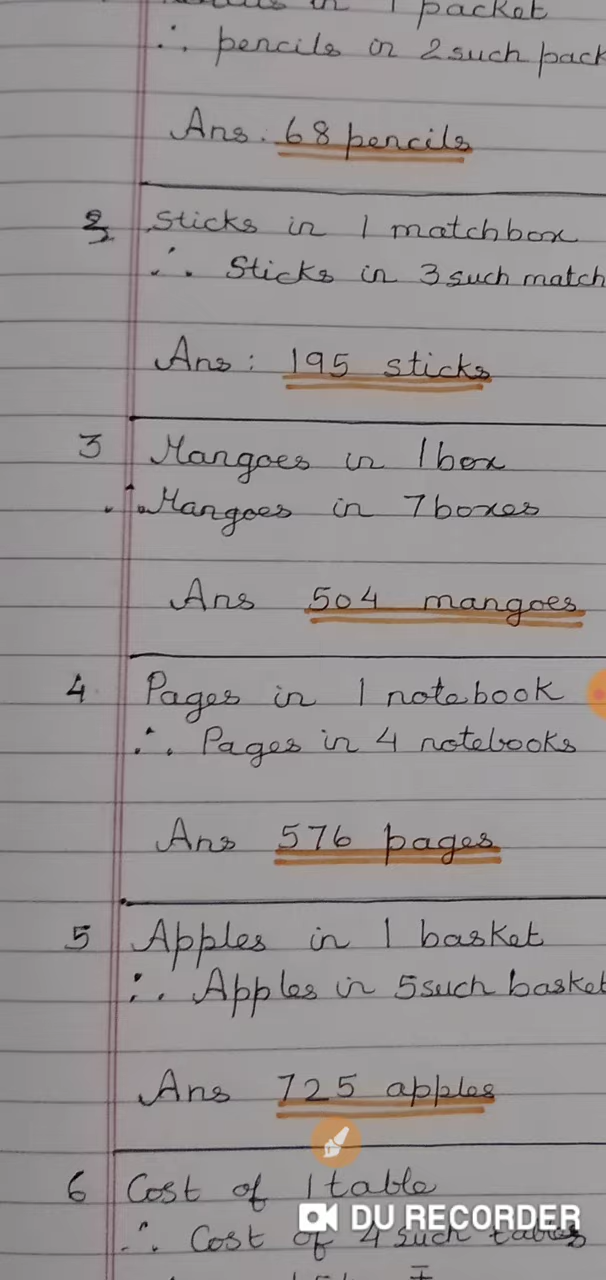 in 1 packet
∴ pencils in 2 such pack
Ans. 68 pencils
2 Sticks in 1 matchbox
∴ Sticks in 3 such match
Ans: 195 sticks
3 Mangoes in 1 box
∴ Mangoes in 7 boxes
Ans 504 mangoes
4 Pages in 1 notebook
∴ Pages in 4 notebooks
Ans 576 pages
5 Apples in 1 basket
∴ Apples in 5 such basket
Ans 725 apples
6 Cost of 1 table
DU RECORDER
∴ Cost of 4 such tables